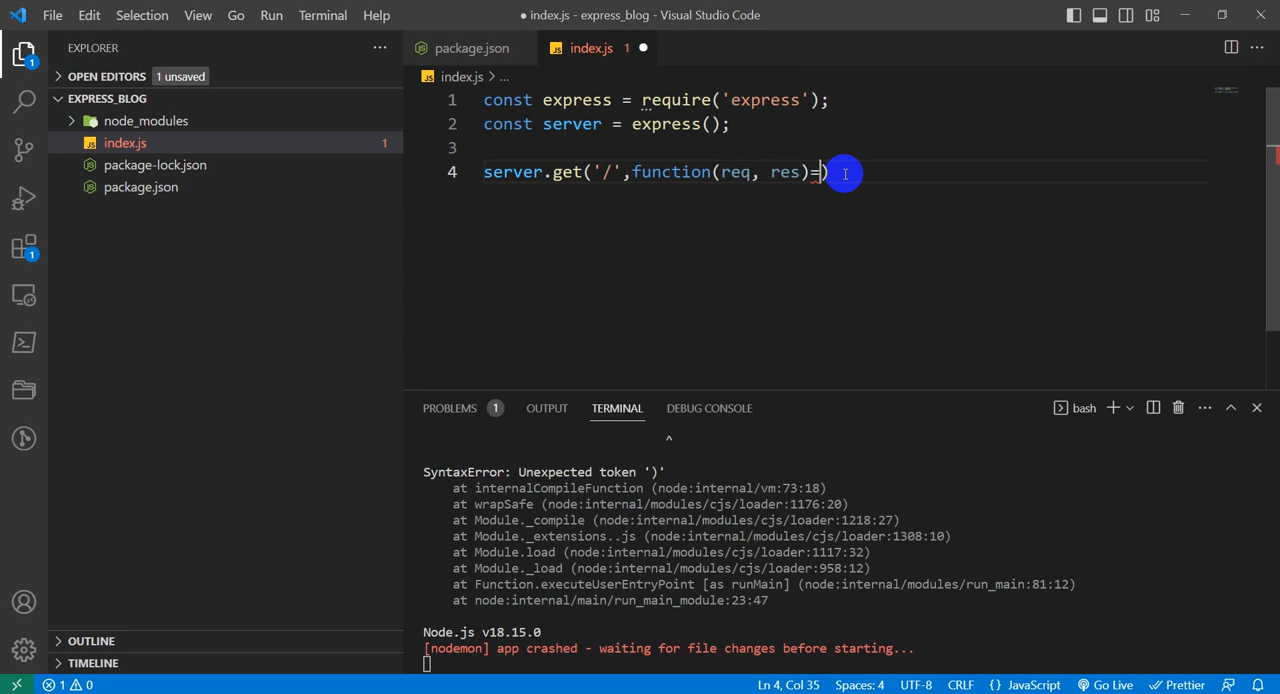 File Edit Selection View Go Run Terminal Help
● index.js - express_blog - Visual Studio Code
EXPLORER
OPEN EDITORS 1 unsaved
EXPRESS_BLOG
node_modules
index.js 1
package-lock.json
package.json
OUTLINE
TIMELINE
1
1
package.json
JS index.js 1 ●
JS index.js > ...
1 const express = require('express');
2 const server = express();
3
4 server.get('/',function(req, res)=)
PROBLEMS 1 OUTPUT TERMINAL DEBUG CONSOLE
bash
^
SyntaxError: Unexpected token ')'
at internalCompileFunction (node:internal/vm:73:18)
at wrapSafe (node:internal/modules/cjs/loader:1176:20)
at Module._compile (node:internal/modules/cjs/loader:1218:27)
at Module._extensions..js (node:internal/modules/cjs/loader:1308:10)
at Module.load (node:internal/modules/cjs/loader:1117:32)
at Module._load (node:internal/modules/cjs/loader:958:12)
at Function.executeUserEntryPoint [as runMain] (node:internal/modules/run_main:81:12)
at node:internal/main/run_main_module:23:47
Node.js v18.15.0
[nodemon] app crashed - waiting for file changes before starting...
1 0 Ln 4, Col 35 Spaces: 4 UTF-8 CRLF {} JavaScript Go Live Prettier